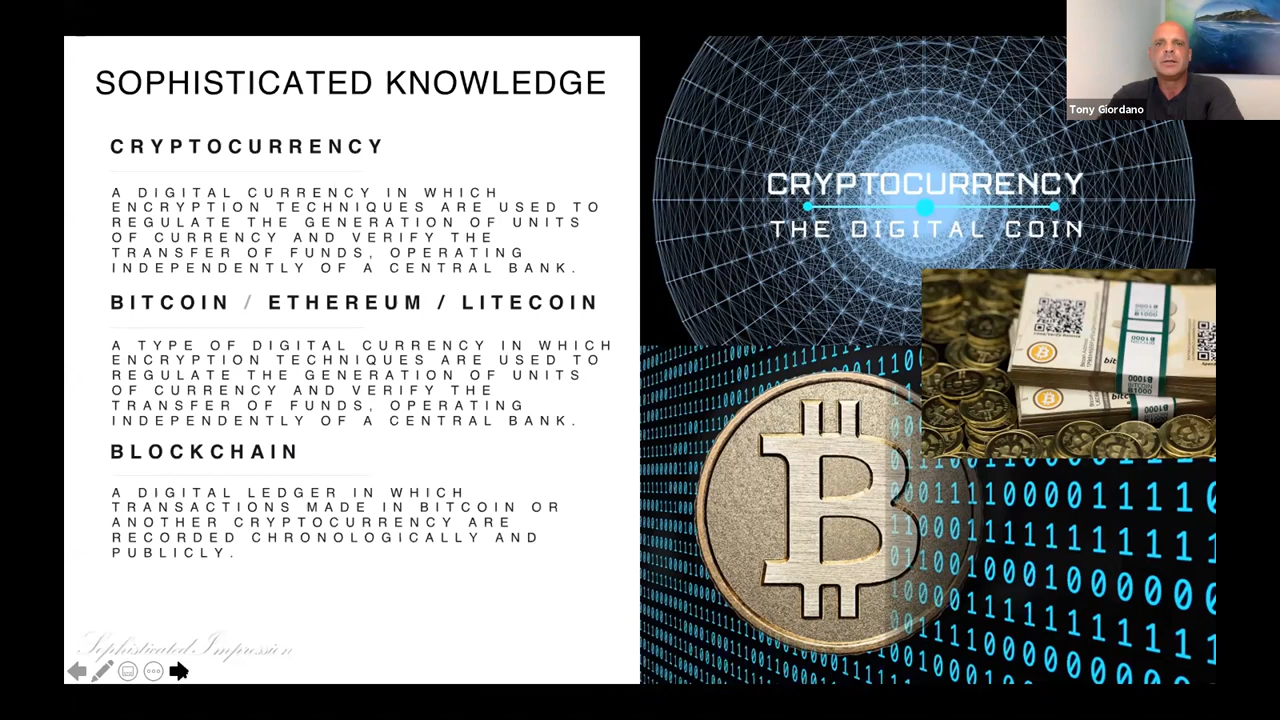 SOPHISTICATED KNOWLEDGE
CRYPTOCURRENCY
A DIGITAL CURRENCY IN WHICH
ENCRYPTION TECHNIQUES ARE USED TO
REGULATE THE GENERATION OF UNITS
OF CURRENCY AND VERIFY THE
TRANSFER OF FUNDS, OPERATING
INDEPENDENTLY OF A CENTRAL BANK.
BITCOIN / ETHEREUM / LITECOIN
A TYPE OF DIGITAL CURRENCY IN WHICH
ENCRYPTION TECHNIQUES ARE USED TO
REGULATE THE GENERATION OF UNITS
OF CURRENCY AND VERIFY THE
TRANSFER OF FUNDS, OPERATING
INDEPENDENTLY OF A CENTRAL BANK.
BLOCKCHAIN
A DIGITAL LEDGER IN WHICH
TRANSACTIONS MADE IN BITCOIN OR
ANOTHER CRYPTOCURRENCY ARE
RECORDED CHRONOLOGICALLY AND
PUBLICLY.
Sophisticated Impression
Tony Giordano
CRYPTOCURRENCY
THE DIGITAL COIN
BITCOIN
B1000